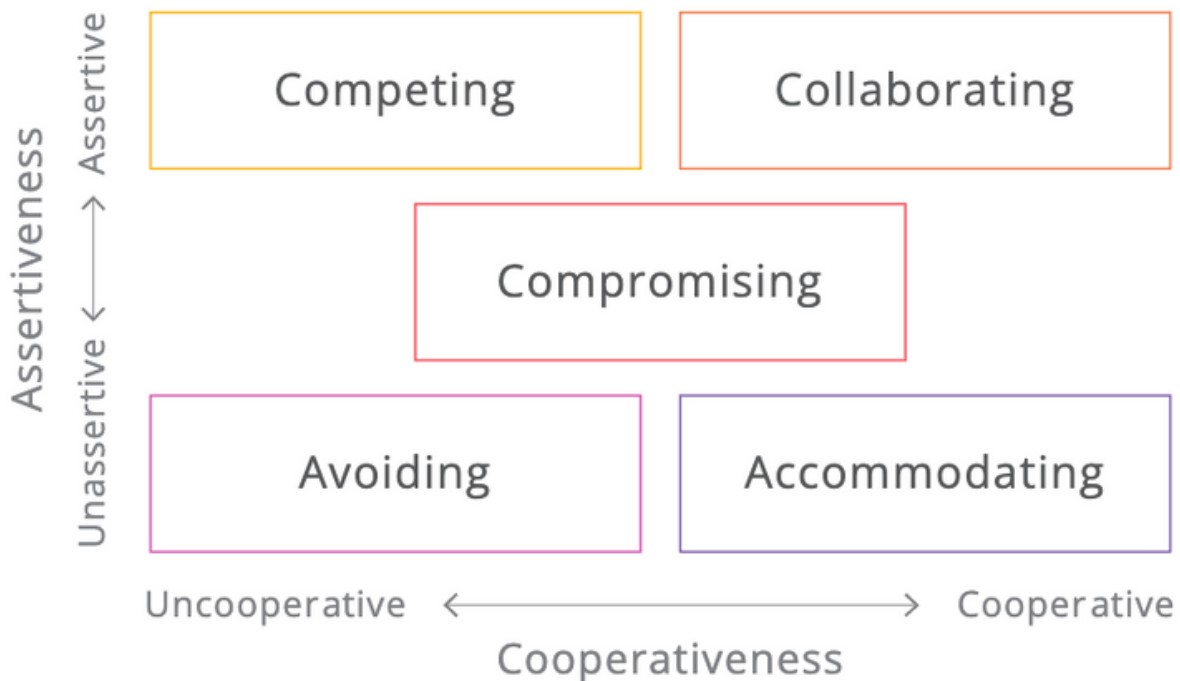 Assertiveness
Assertive
Unassertive
Competing
Collaborating
Compromising
Avoiding
Accommodating
Uncooperative
Cooperative
Cooperativeness